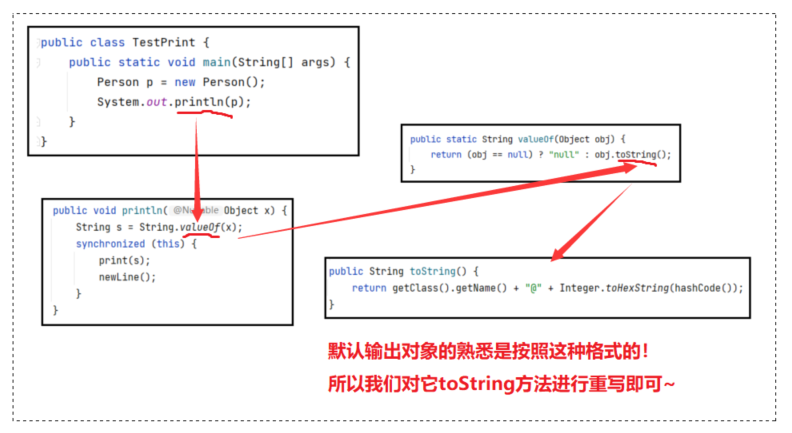 public class TestPrint {
public static void main(String[] args) {
Person p = new Person();
System.out.println(p);
}
}
public static String valueOf(Object obj) {
return (obj == null) ? "null" : obj.toString();
}
public void println( Object x) {
String s = String.valueOf(x);
synchronized (this) {
print(s);
newLine();
}
}
public String toString() {
return getClass().getName() + "@" + Integer.toHexString(hashCode());
}
默认输出对象的熟悉是按照这种格式的！
所以我们对它toString方法进行重写即可~